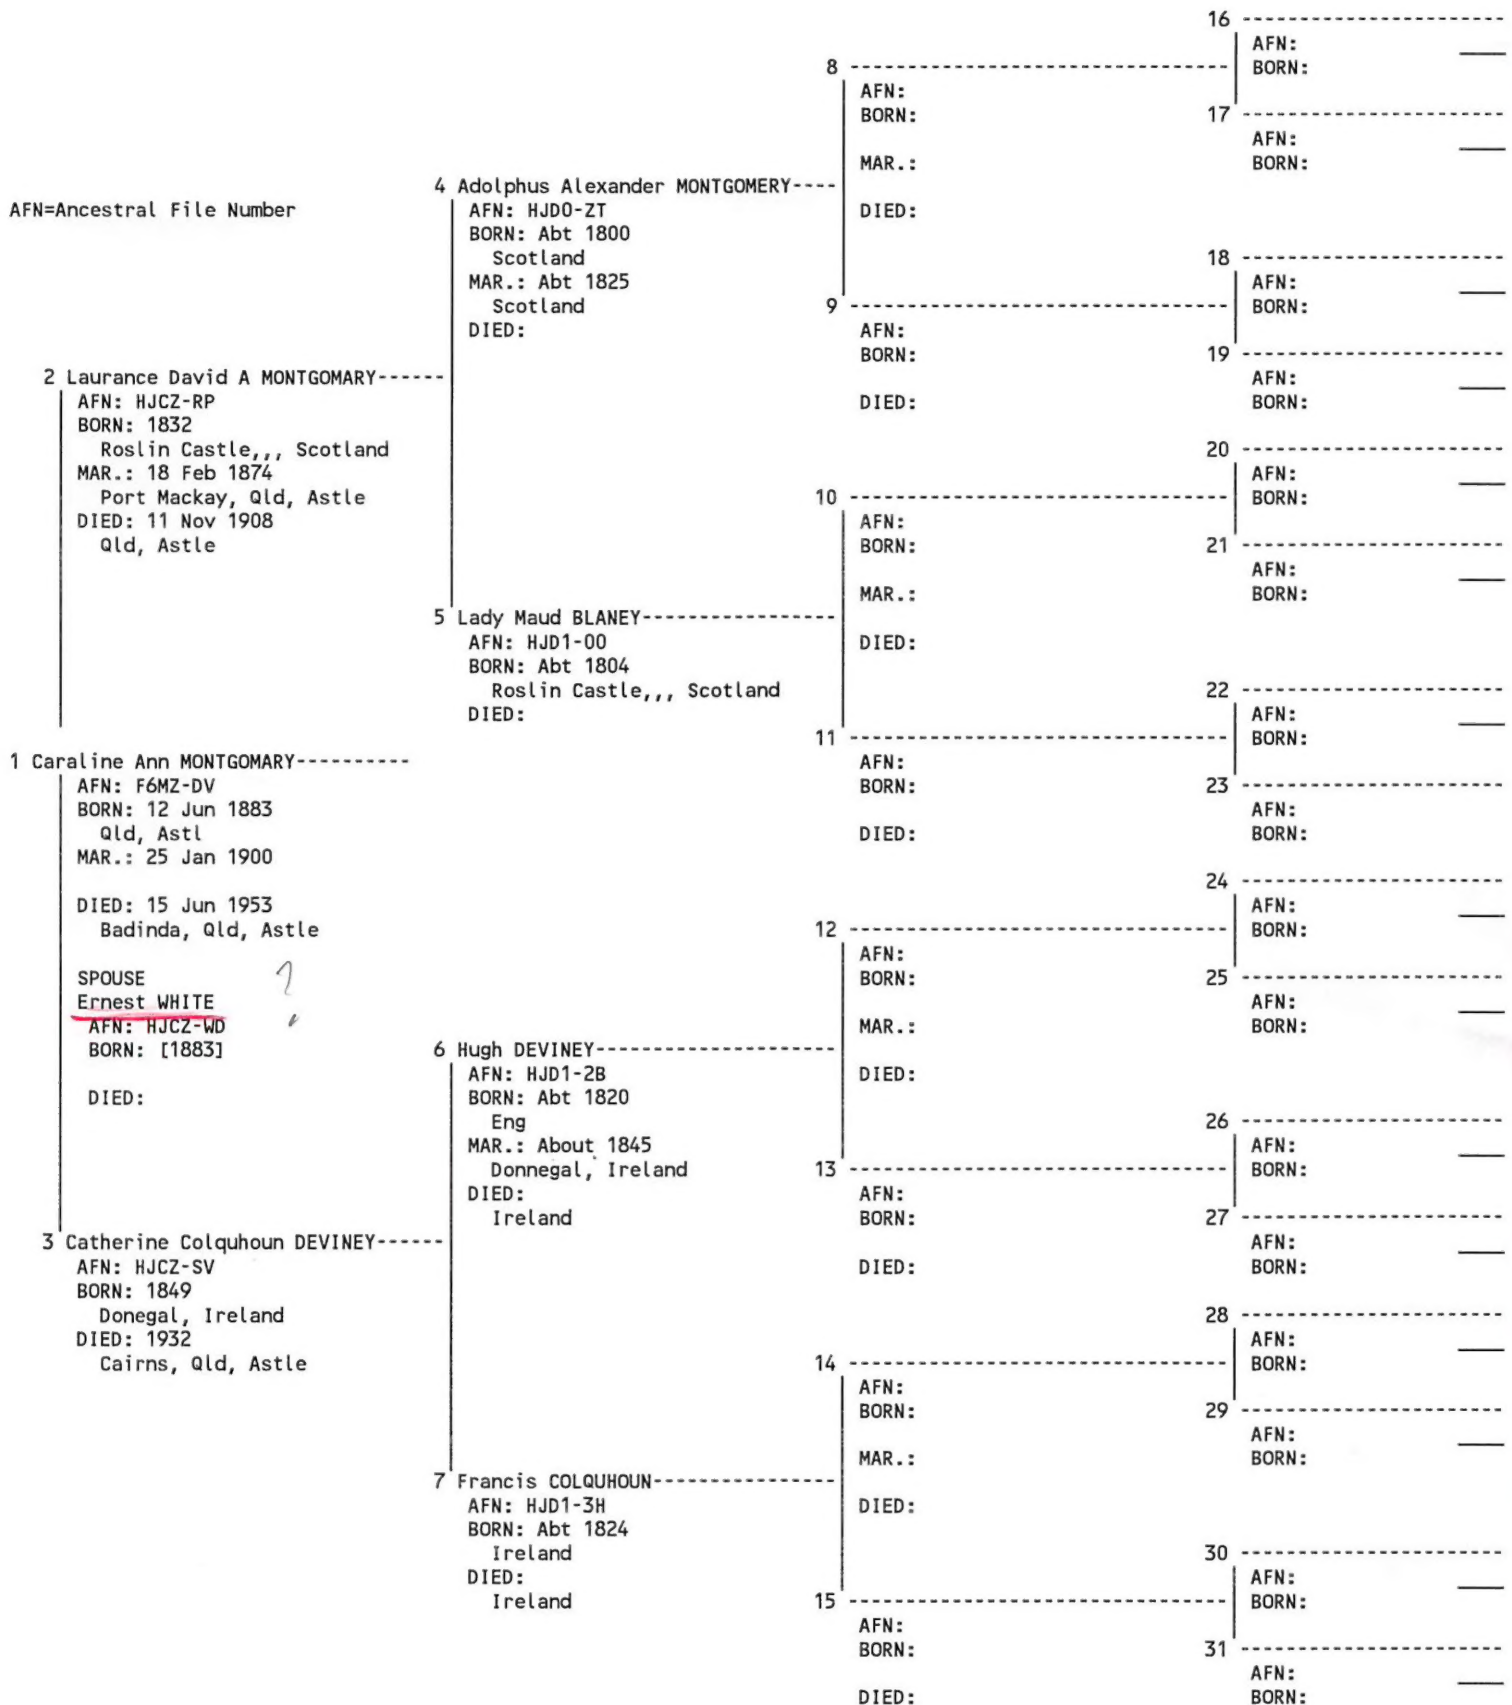 AFN=Ancestral File Number
1 Caraline Ann MONTGOMARY
AFN: F6MZ-DV
BORN: 12 Jun 1883
Qld, Astl
MAR.: 25 Jan 1900
DIED: 15 Jun 1953
Badinda, Qld, Astle
SPOUSE
Ernest WHITE ?
AFN: HJCZ-WD
BORN: [1883]
DIED:
2 Laurance David A MONTGOMARY
AFN: HJCZ-RP
BORN: 1832
Roslin Castle,,, Scotland
MAR.: 18 Feb 1874
Port Mackay, Qld, Astle
DIED: 11 Nov 1908
Qld, Astle
3 Catherine Colquhoun DEVINEY
AFN: HJCZ-SV
BORN: 1849
Donegal, Ireland
DIED: 1932
Cairns, Qld, Astle
4 Adolphus Alexander MONTGOMERY
AFN: HJD0-ZT
BORN: Abt 1800
Scotland
MAR.: Abt 1825
Scotland
DIED:
5 Lady Maud BLANEY
AFN: HJD1-00
BORN: Abt 1804
Roslin Castle,,, Scotland
DIED:
6 Hugh DEVINEY
AFN: HJD1-2B
BORN: Abt 1820
Eng
MAR.: About 1845
Donnegal, Ireland
DIED:
Ireland
7 Francis COLQUHOUN
AFN: HJD1-3H
BORN: Abt 1824
Ireland
DIED:
Ireland
8
AFN:
BORN:
MAR.:
DIED:
9
AFN:
BORN:
DIED:
10
AFN:
BORN:
MAR.:
DIED:
11
AFN:
BORN:
DIED:
12
AFN:
BORN:
MAR.:
DIED:
13
AFN:
BORN:
DIED:
14
AFN:
BORN:
MAR.:
DIED:
15
AFN:
BORN:
DIED:
16
AFN:
BORN:
17
AFN:
BORN:
18
AFN:
BORN:
19
AFN:
BORN:
20
AFN:
BORN:
21
AFN:
BORN:
22
AFN:
BORN:
23
AFN:
BORN:
24
AFN:
BORN:
25
AFN:
BORN:
26
AFN:
BORN:
27
AFN:
BORN:
28
AFN:
BORN:
29
AFN:
BORN:
30
AFN:
BORN:
31
AFN:
BORN: